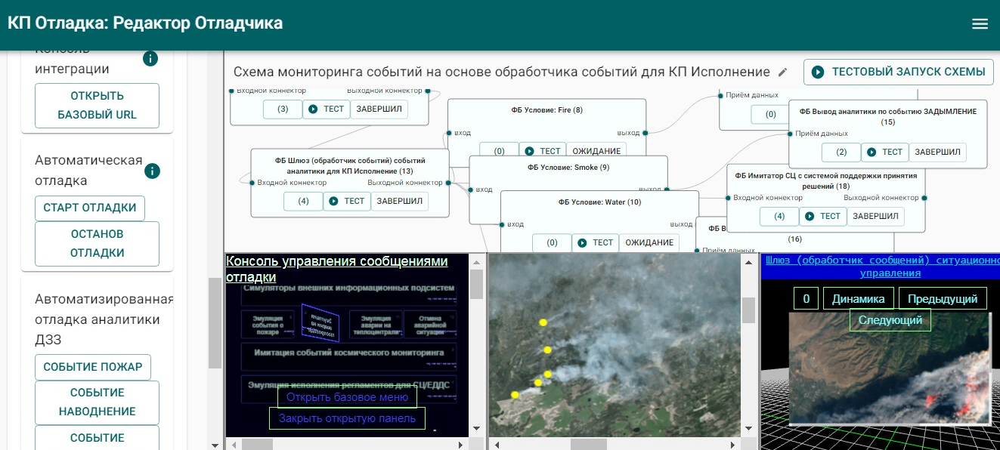 КП Отладка: Редактор Отладчика
Консоль
интеграции
ОТКРЫТЬ
БАЗОВЫЙ URL
Автоматическая
отладка
СТАРТ ОТЛАДКИ
ОСТАНОВ
ОТЛАДКИ
Автоматизированная
отладка аналитики
ДЗЗ
СОБЫТИЕ ПОЖАР
СОБЫТИЕ
НАВОДНЕНИЕ
СОБЫТИЕ
Схема мониторинга событий на основе обработчика событий для КП Исполнение
ТЕСТОВЫЙ ЗАПУСК СХЕМЫ
Входной коннектор Выходной коннектор
(3) ТЕСТ ЗАВЕРШИЛ
ФБ Шлюз (обработчик событий) событий
аналитики для КП Исполнение (13)
Входной коннектор Выходной коннектор
(4) ТЕСТ ЗАВЕРШИЛ
ФБ Условие: Fire (8)
вход выход
(0) ТЕСТ ОЖИДАНИЕ
ФБ Условие: Smoke (9)
вход выход
ФБ Условие: Water (10)
вход выход
(0) ТЕСТ ОЖИДАНИЕ
Приём данных
(0)
ФБ Вывод аналитики по событию ЗАДЫМЛЕНИЕ
(15)
Приём данных
(2) ТЕСТ ЗАВЕРШИЛ
ФБ Имитатор СЦ с системой поддержки принятия
решений (18)
Входной коннектор Выходной коннектор
(4) ТЕСТ ЗАВЕРШИЛ
ФБ В
(16)
Приём данных
Консоль управления сообщениями
отладки
Симуляторы внешних информационных подсистем
Эмуляция
события о
пожаре
Эмуляция
аварии на
теплоцентрали
Отмена
аварийной
ситуации
Имитация событий космического мониторинга
Эмуляция исполнения регламентов для СЦ/ЕДДС
Открыть базовое меню
Закрыть открытую панель
Шлюз (обработчик сообщений) ситуационно
управления
0 Динамика Предыдущий
Следующий